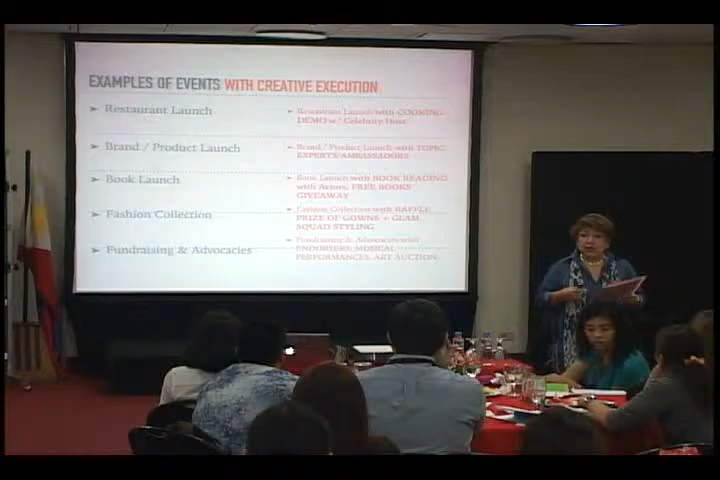 EXAMPLES OF EVENTS WITH CREATIVE EXECUTION
➤ Restaurant Launch
➤ Restaurant Launch with COOKING
DEMO w/ Celebrity Host
➤ Brand / Product Launch
➤ Brand / Product Launch with TOPIC
EXPERTS/AMBASSADORS
➤ Book Launch
➤ Book Launch with BOOK READING
with Actors, FREE BOOKS
GIVEAWAY
➤ Fashion Collection
➤ Fashion Collection with RAFFLE
PRIZE OF GOWNS + GLAM
SQUAD STYLING
➤ Fundraising & Advocacies
➤ Fundraising & Advocacies with
ENDORSERS, MUSICAL
PERFORMANCES, ART AUCTION